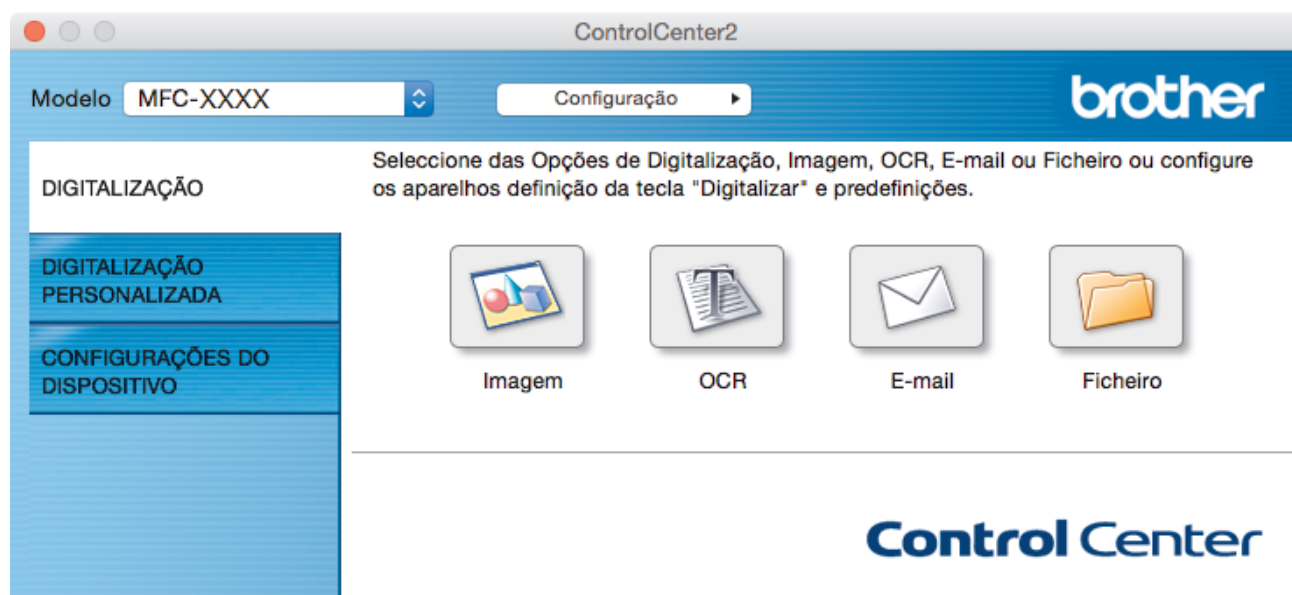 ControlCenter2
Modelo MFC-XXXX Configuração brother
DIGITALIZAÇÃO
DIGITALIZAÇÃO
PERSONALIZADA
CONFIGURAÇÕES DO
DISPOSITIVO
Seleccione das Opções de Digitalização, Imagem, OCR, E-mail ou Ficheiro ou configure
os aparelhos definição da tecla "Digitalizar" e predefinições.
Imagem OCR E-mail Ficheiro
Control Center